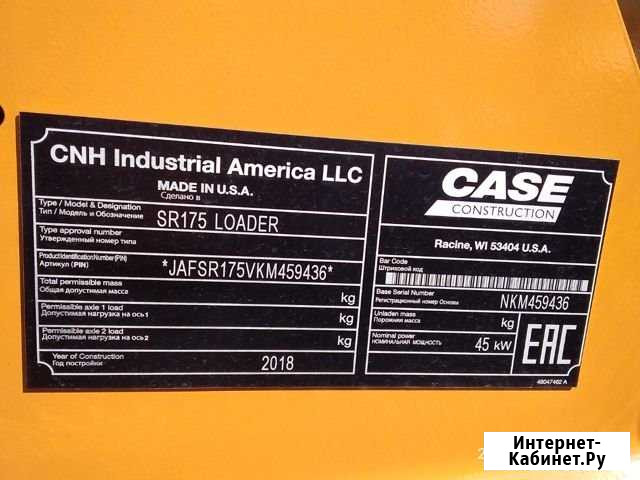 CNH Industrial America LLC
MADE IN U.S.A.
Сделано в
Type / Model & Designation
Тип / Модель и Обозначение
SR175 LOADER
Type approval number
Утвержденный номер типа
Product Identification Number (PIN)
Артикул (PIN)
*JAFSR175VKM459436*
Total permissible mass
Общая допустимая масса
kg
Permissible axle 1 load
Допустимая нагрузка на ось1
kg
Permissible axle 2 load
Допустимая нагрузка на ось2
kg
Year of Construction
Год постройки
2018
CASE
CONSTRUCTION
Racine, WI 53404 U.S.A.
Bar Code
Штриховой код
Base Serial Number
Регистрационный номер Основы
NKM459436
Unladen mass
Порожняя масса
kg
Nominal power
НОМИНАЛЬНАЯ МОЩНОСТЬ
45 kW
EAC
48047462 A
Интернет-
Кабинет.Ру